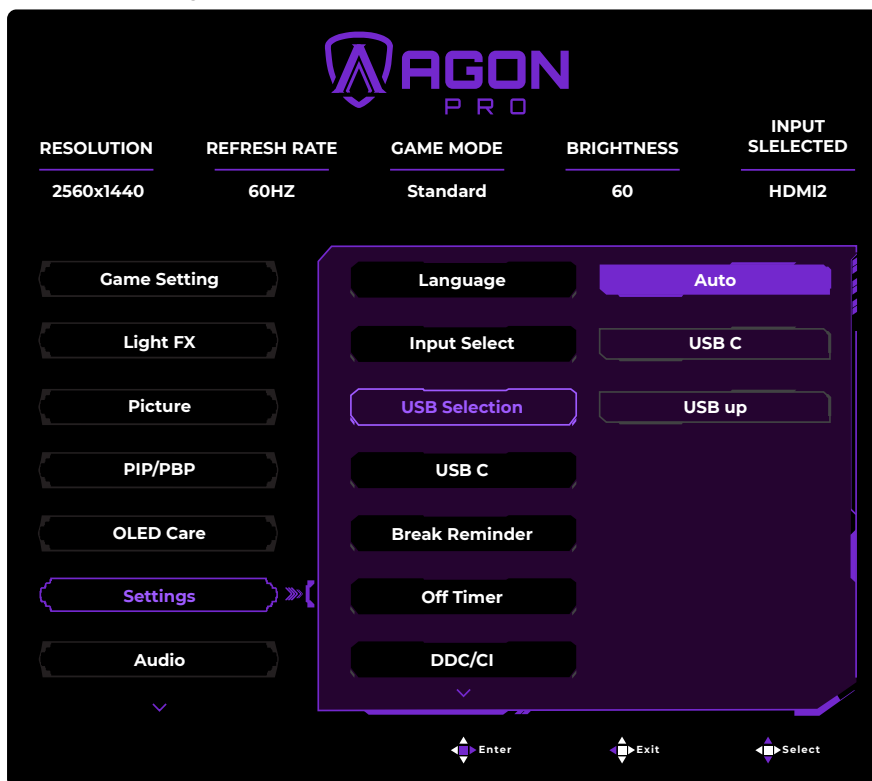 AGON
PRO
RESOLUTION REFRESH RATE GAME MODE BRIGHTNESS INPUT
SLELECTED
2560x1440 60HZ Standard 60 HDMI2
Game Setting Language Auto
Light FX Input Select USB C
Picture USB Selection USB up
PIP/PBP USB C
OLED Care Break Reminder
Settings Off Timer
Audio DDC/CI
Enter Exit Select